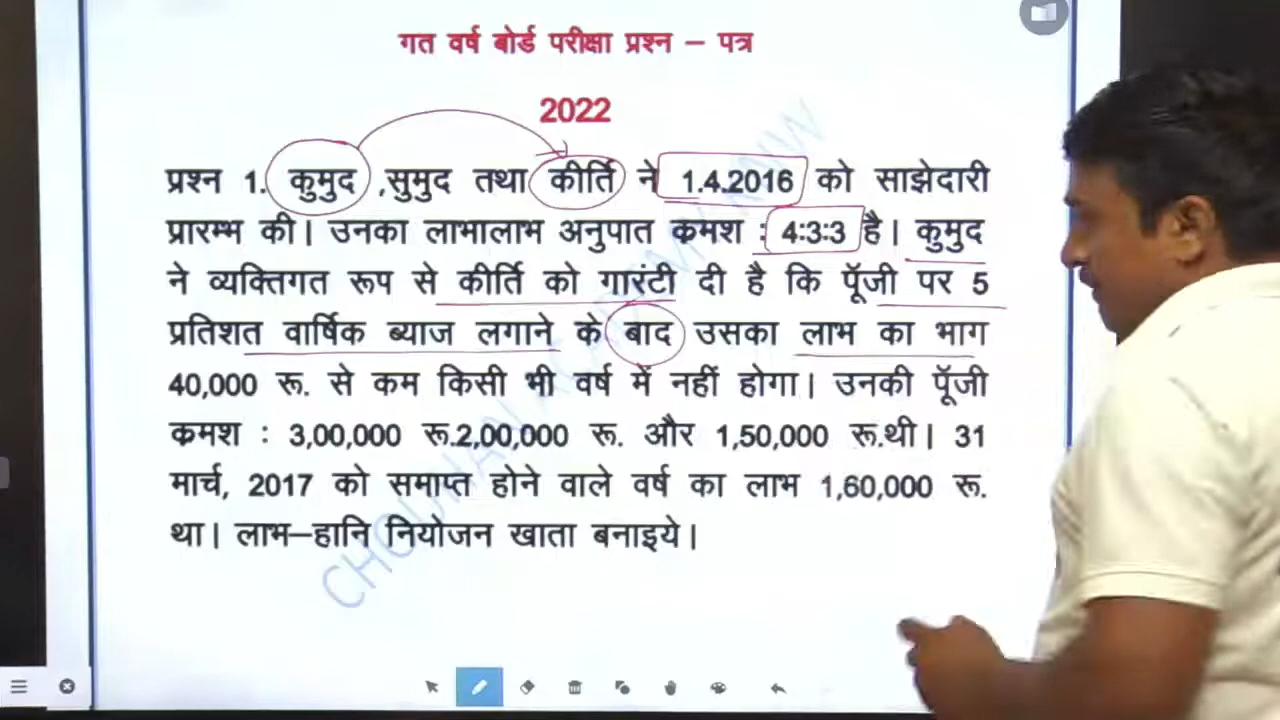 गत वर्ष बोर्ड परीक्षा प्रश्न – पत्र
2022
प्रश्न 1. कुमुद ,सुमुद तथा कीर्ति ने 1.4.2016 को साझेदारी
प्रारम्भ की। उनका लाभालाभ अनुपात कमश : 4:3:3 है। कुमुद
ने व्यक्तिगत रूप से कीर्ति को गारंटी दी है कि पूॅजी पर 5
प्रतिशत वार्षिक ब्याज लगाने के बाद उसका लाभ का भाग
40,000 रू. से कम किसी भी वर्ष में नहीं होगा। उनकी पूॅजी
कमश : 3,00,000 रू.2,00,000 रू. और 1,50,000 रू.थी। 31
मार्च, 2017 को समाप्त होने वाले वर्ष का लाभ 1,60,000 रू.
था। लाभ–हानि नियोजन खाता बनाइये।